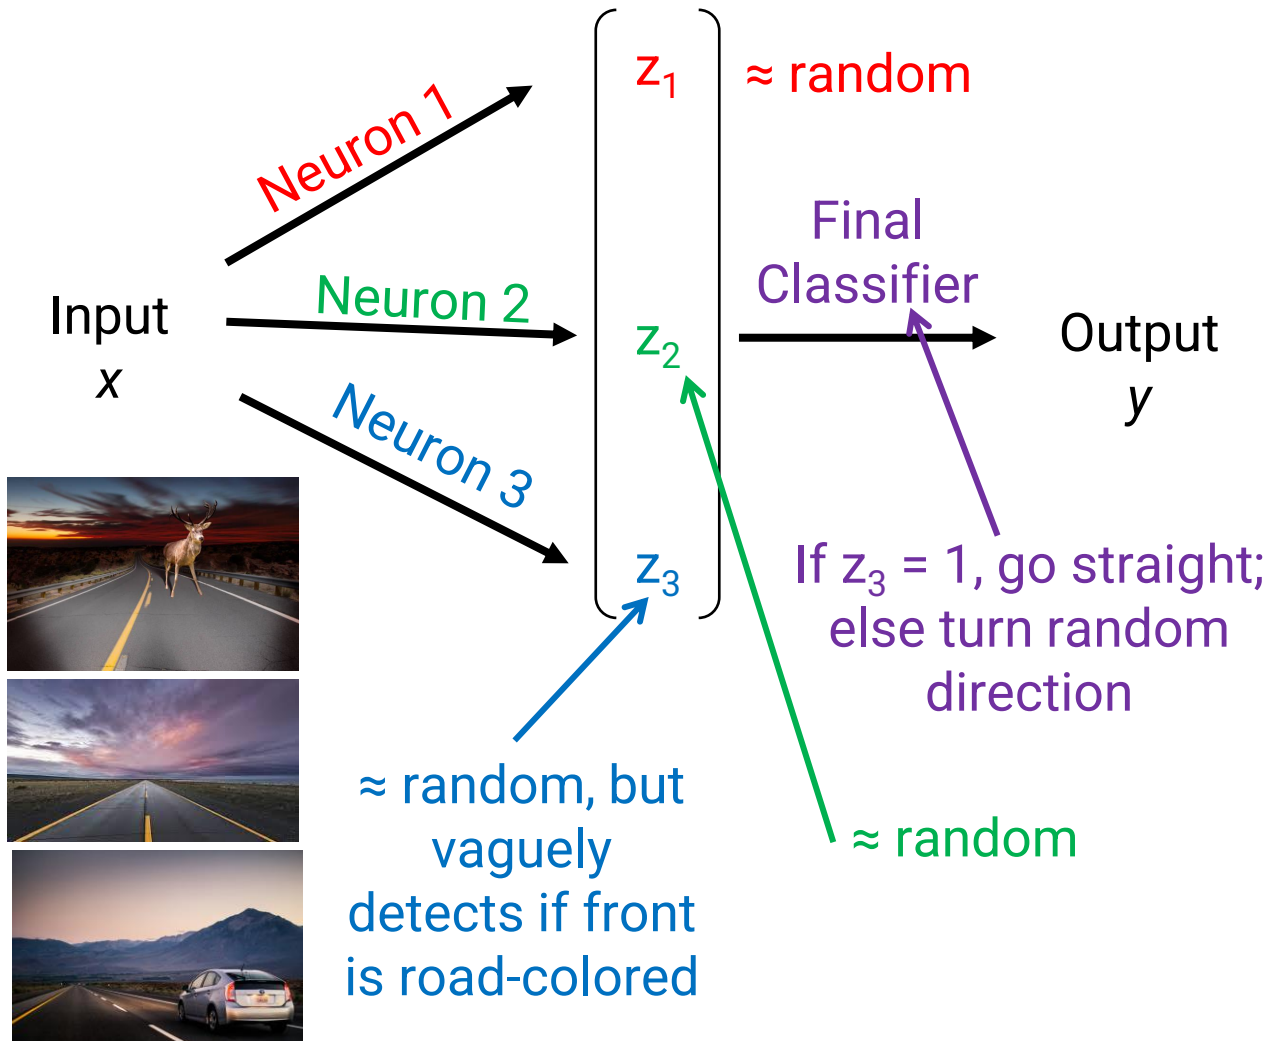 z₁
≈ random
Neuron 1
Final
Classifier
Neuron 2
Input
x
z₂
Output
y
Neuron 3
z₃
If z₃ = 1, go straight;
else turn random
direction
≈ random, but
vaguely
detects if front
is road-colored
≈ random